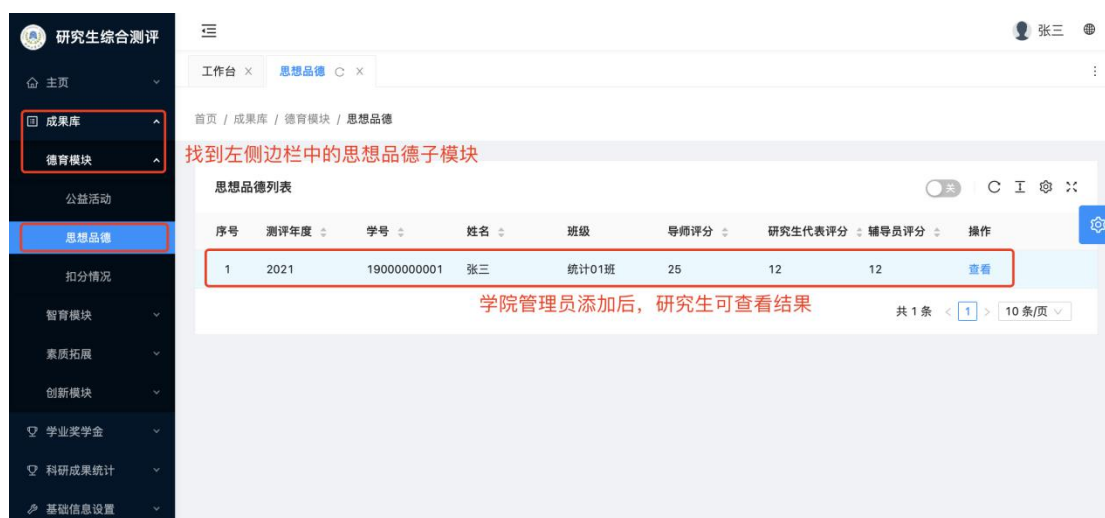 研究生综合测评
张三
主页
工作台 × 思想品德 ×
成果库
首页 / 成果库 / 德育模块 / 思想品德
德育模块
找到左侧边栏中的思想品德子模块
公益活动
思想品德列表
关
思想品德
序号 测评年度 学号 姓名 班级 导师评分 研究生代表评分 辅导员评分 操作
扣分情况
1 2021 19000000001 张三 统计01班 25 12 12 查看
智育模块
学院管理员添加后，研究生可查看结果
共 1 条 < 1 > 10 条/页
素质拓展
创新模块
学业奖学金
科研成果统计
基础信息设置